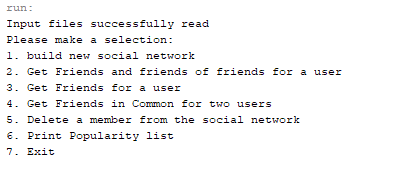 run:
Input files successfully read
Please make a selection:
1. build new social network
2. Get Friends and friends of friends for a user
3. Get Friends for a user
4. Get Friends in Common for two users
5. Delete a member from the social network
6. Print Popularity list
7. Exit